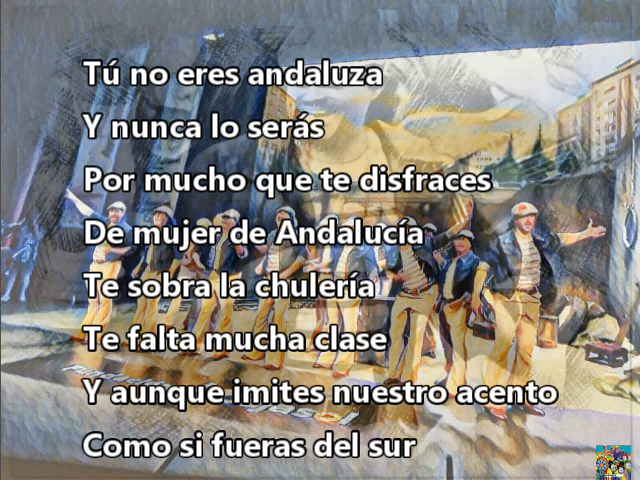 Tú no eres andaluza
Y nunca lo serás
Por mucho que te disfraces
De mujer de Andalucía
Te sobra la chulería
Te falta mucha clase
Y aunque imites nuestro acento
Como si fueras del sur